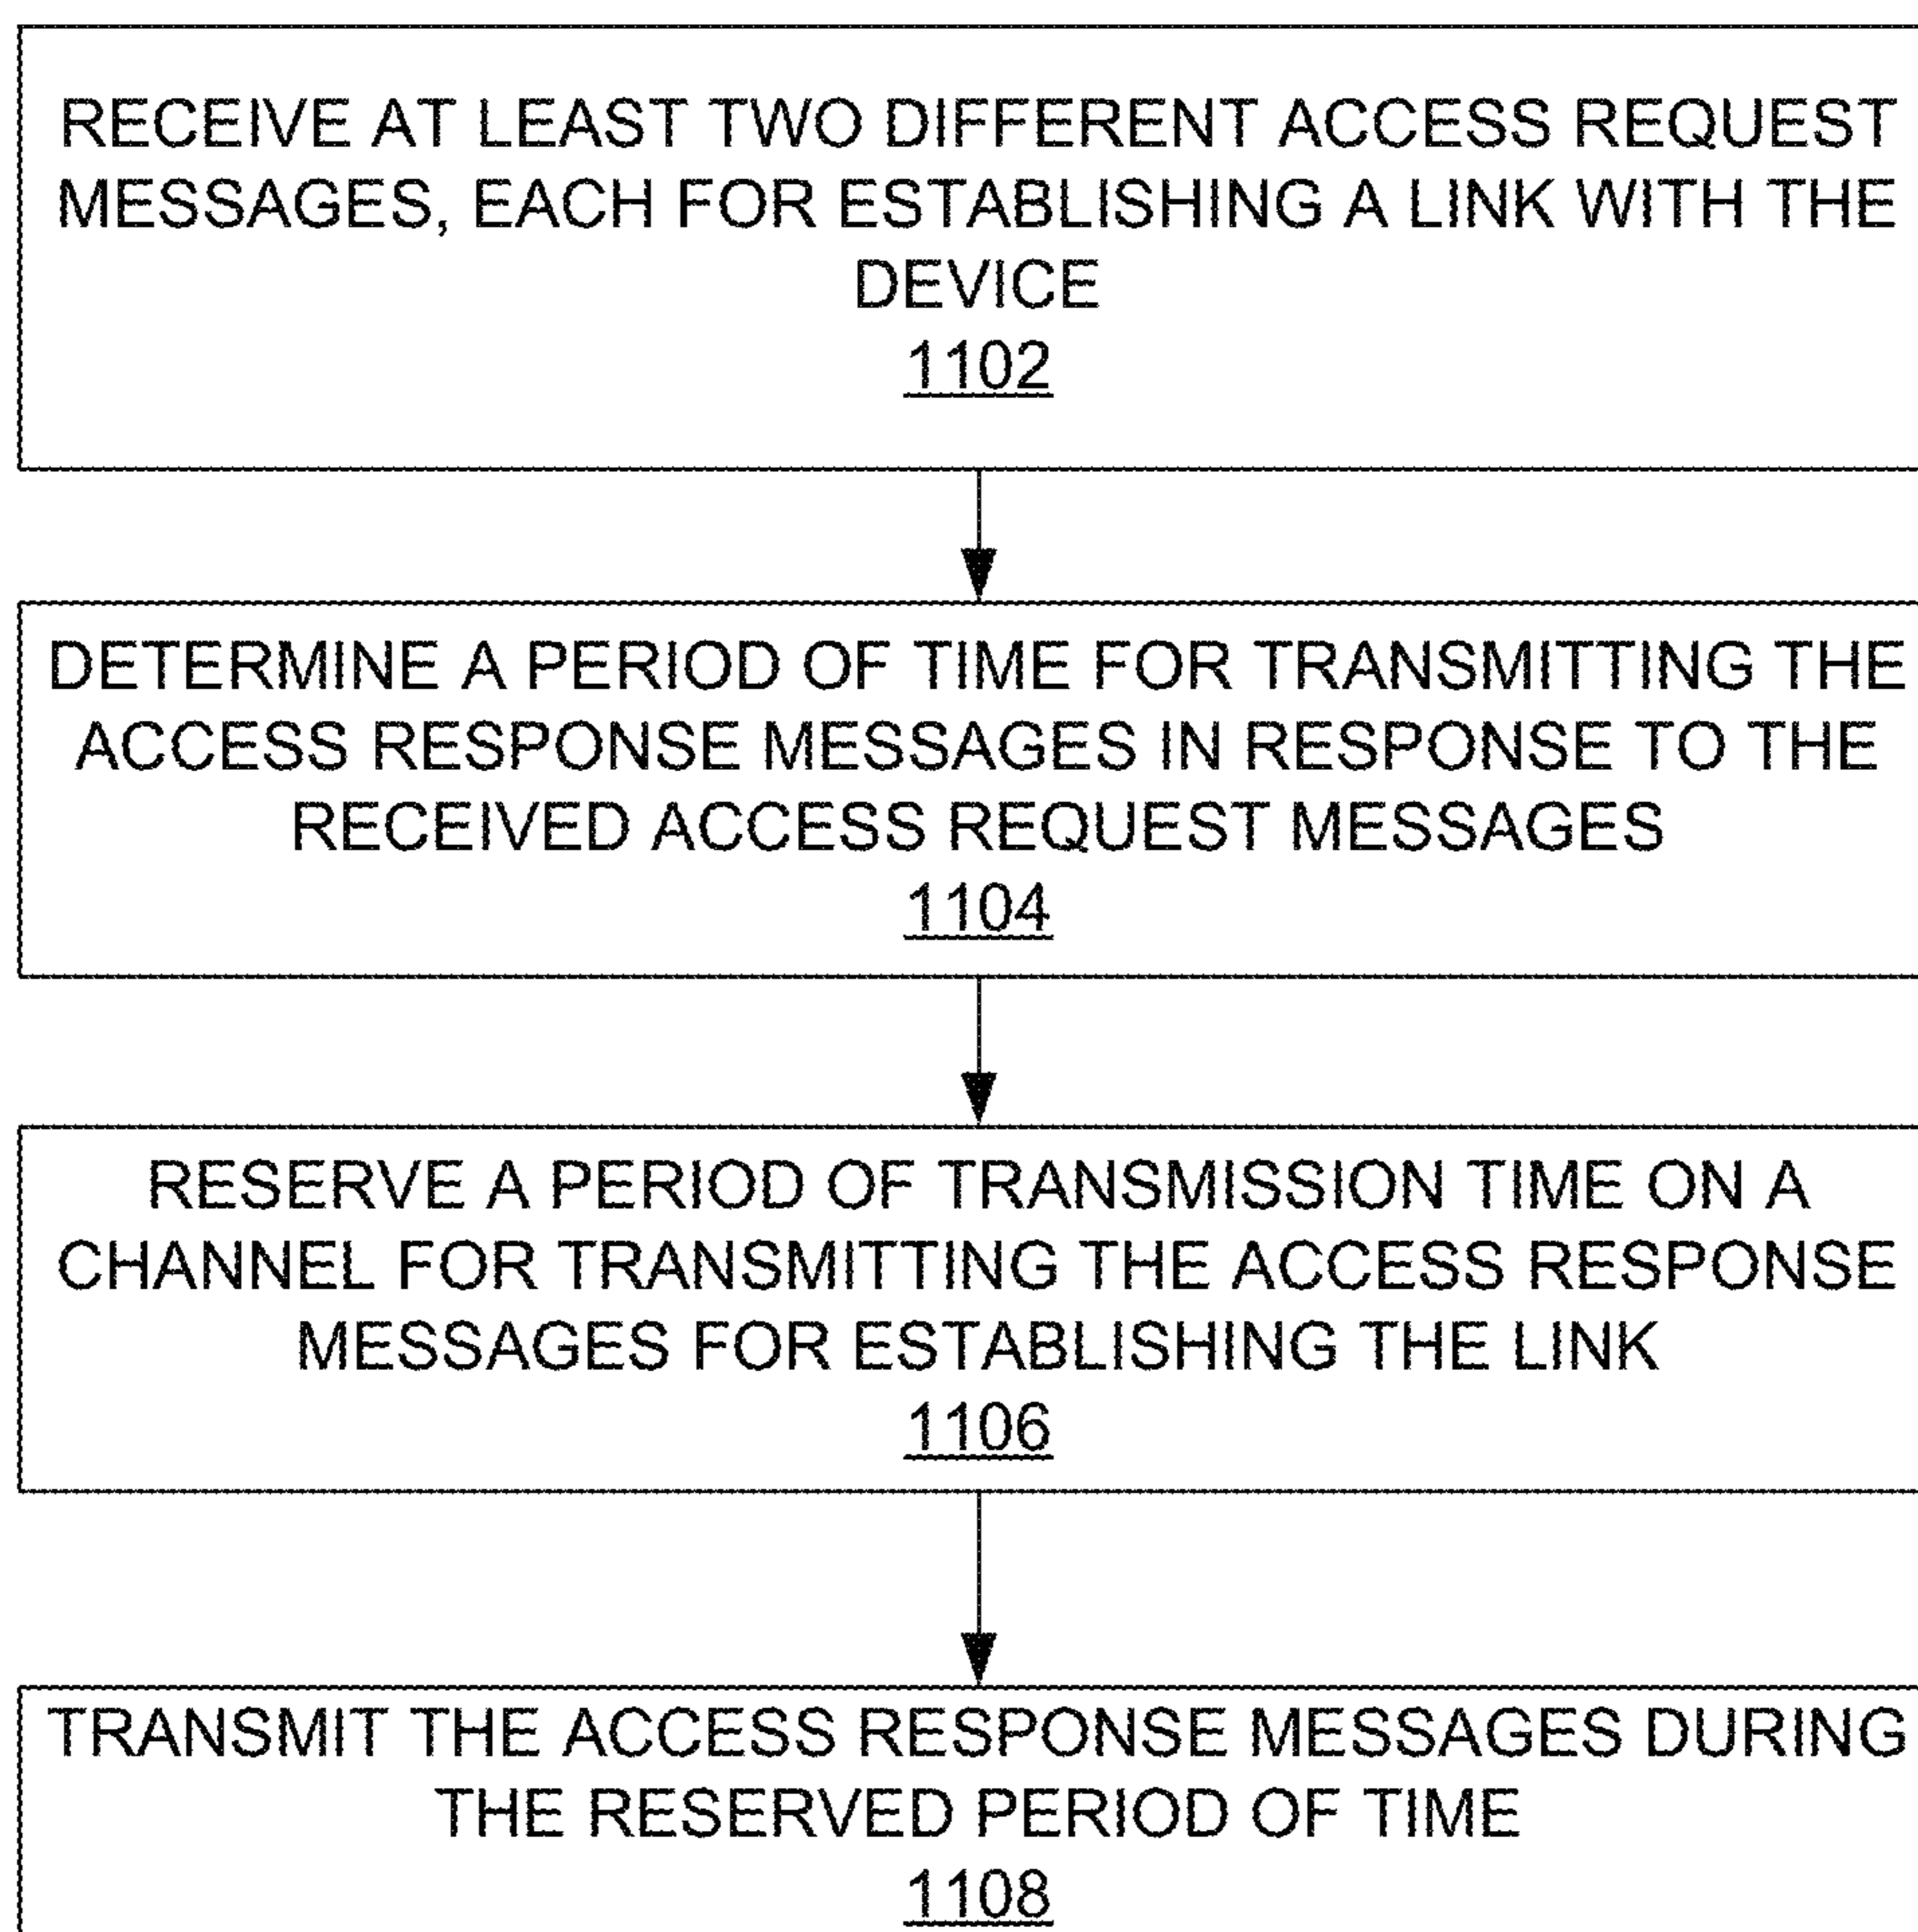 RECEIVE AT LEAST TWO DIFFERENT ACCESS REQUEST
MESSAGES, EACH FOR ESTABLISHING A LINK WITH THE
DEVICE
1102
DETERMINE A PERIOD OF TIME FOR TRANSMITTING THE
ACCESS RESPONSE MESSAGES IN RESPONSE TO THE
RECEIVED ACCESS REQUEST MESSAGES
1104
RESERVE A PERIOD OF TRANSMISSION TIME ON A
CHANNEL FOR TRANSMITTING THE ACCESS RESPONSE
MESSAGES FOR ESTABLISHING THE LINK
1106
TRANSMIT THE ACCESS RESPONSE MESSAGES DURING
THE RESERVED PERIOD OF TIME
1108